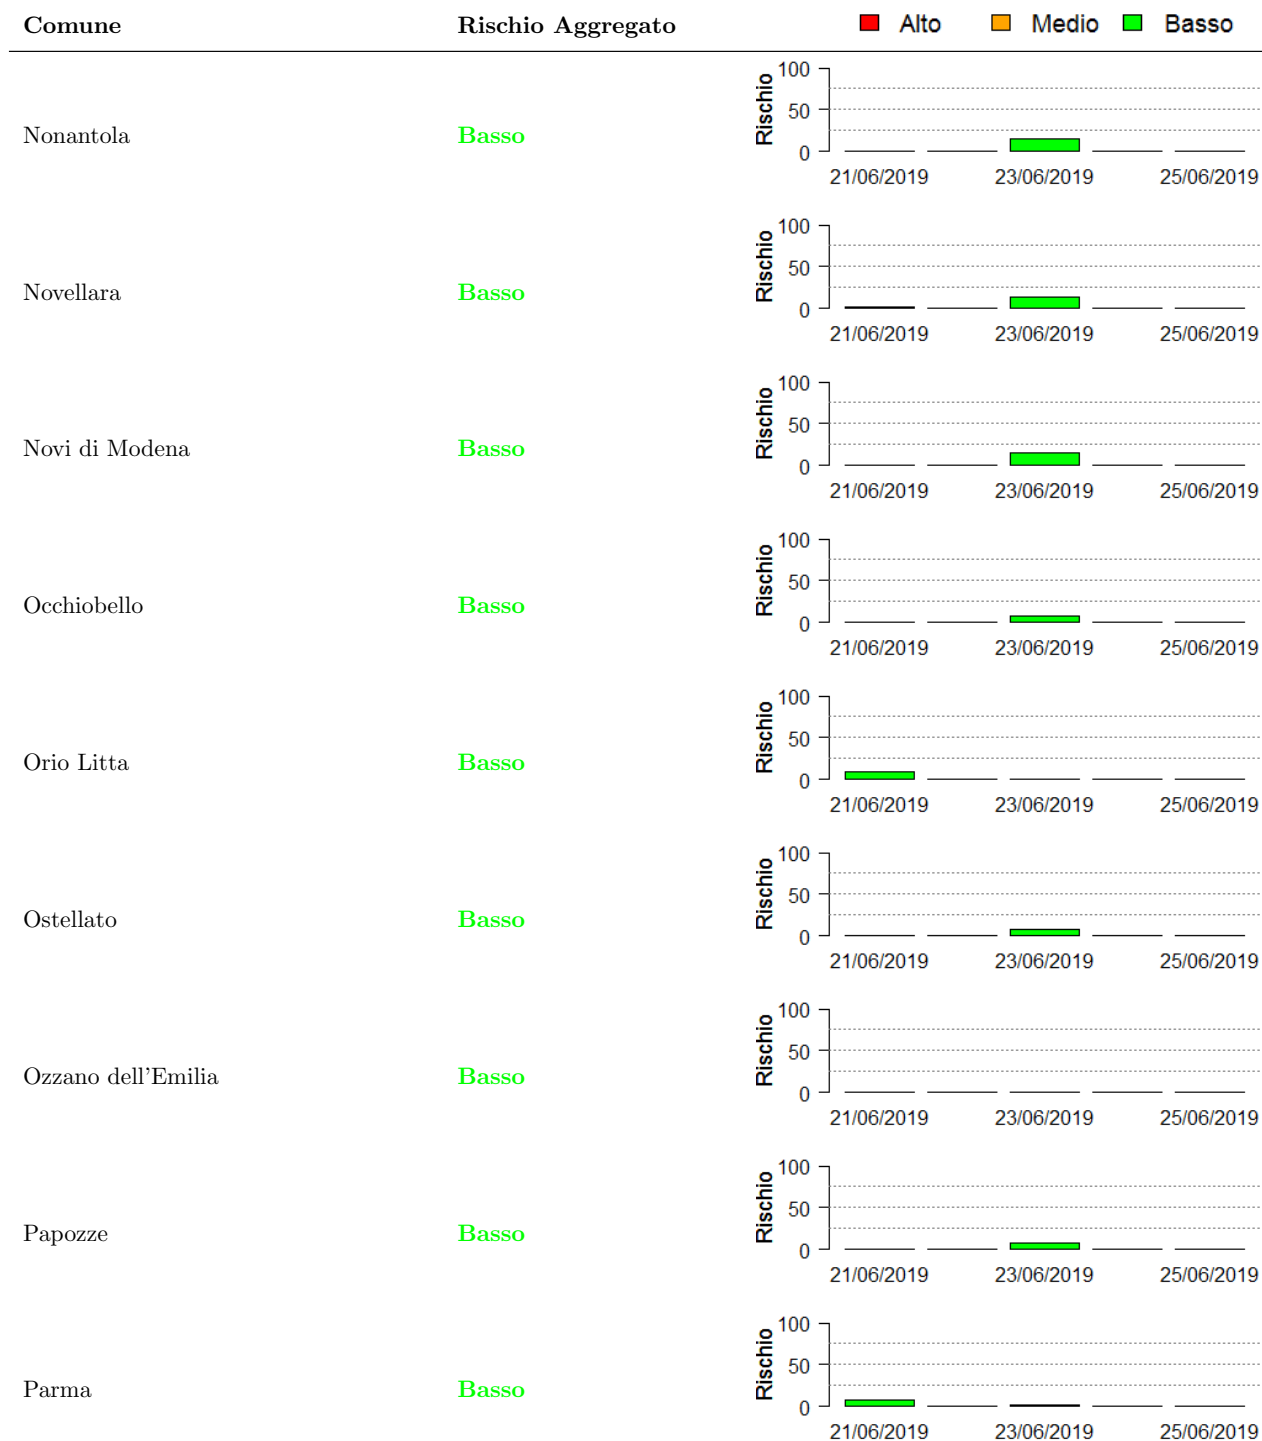 Comune Rischio Aggregato Alto Medio Basso
100
50
0
Rischio
Nonantola Basso
21/06/2019 23/06/2019 25/06/2019
100
50
0
Rischio
Novellara Basso
21/06/2019 23/06/2019 25/06/2019
100
50
0
Rischio
Novi di Modena Basso
21/06/2019 23/06/2019 25/06/2019
100
50
0
Rischio
Occhiobello Basso
21/06/2019 23/06/2019 25/06/2019
100
50
0
Rischio
Orio Litta Basso
21/06/2019 23/06/2019 25/06/2019
100
50
0
Rischio
Ostellato Basso
21/06/2019 23/06/2019 25/06/2019
100
50
0
Rischio
Ozzano dell'Emilia Basso
21/06/2019 23/06/2019 25/06/2019
100
50
0
Rischio
Papozze Basso
21/06/2019 23/06/2019 25/06/2019
100
50
0
Rischio
Parma Basso
21/06/2019 23/06/2019 25/06/2019